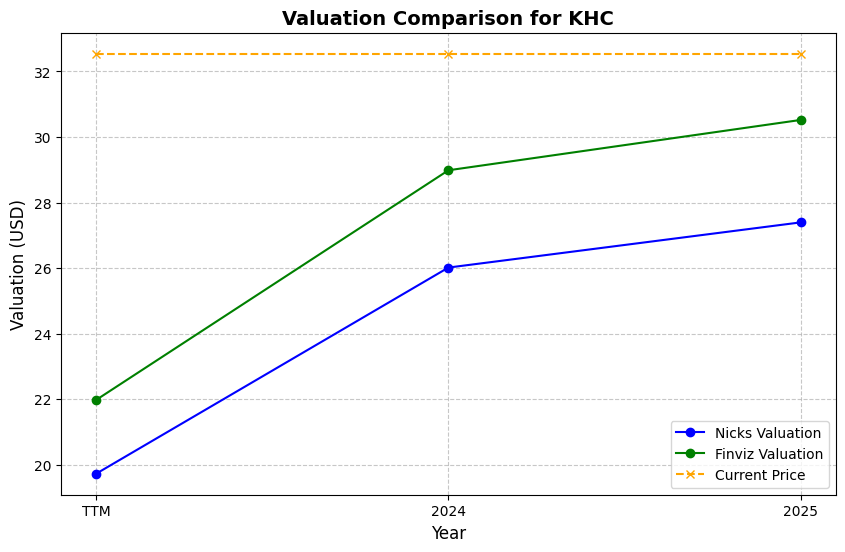 Valuation Comparison for KHC
Valuation (USD)
32
30
28
26
24
22
20
TTM
2024
2025
Year
Nicks Valuation
Finviz Valuation
Current Price